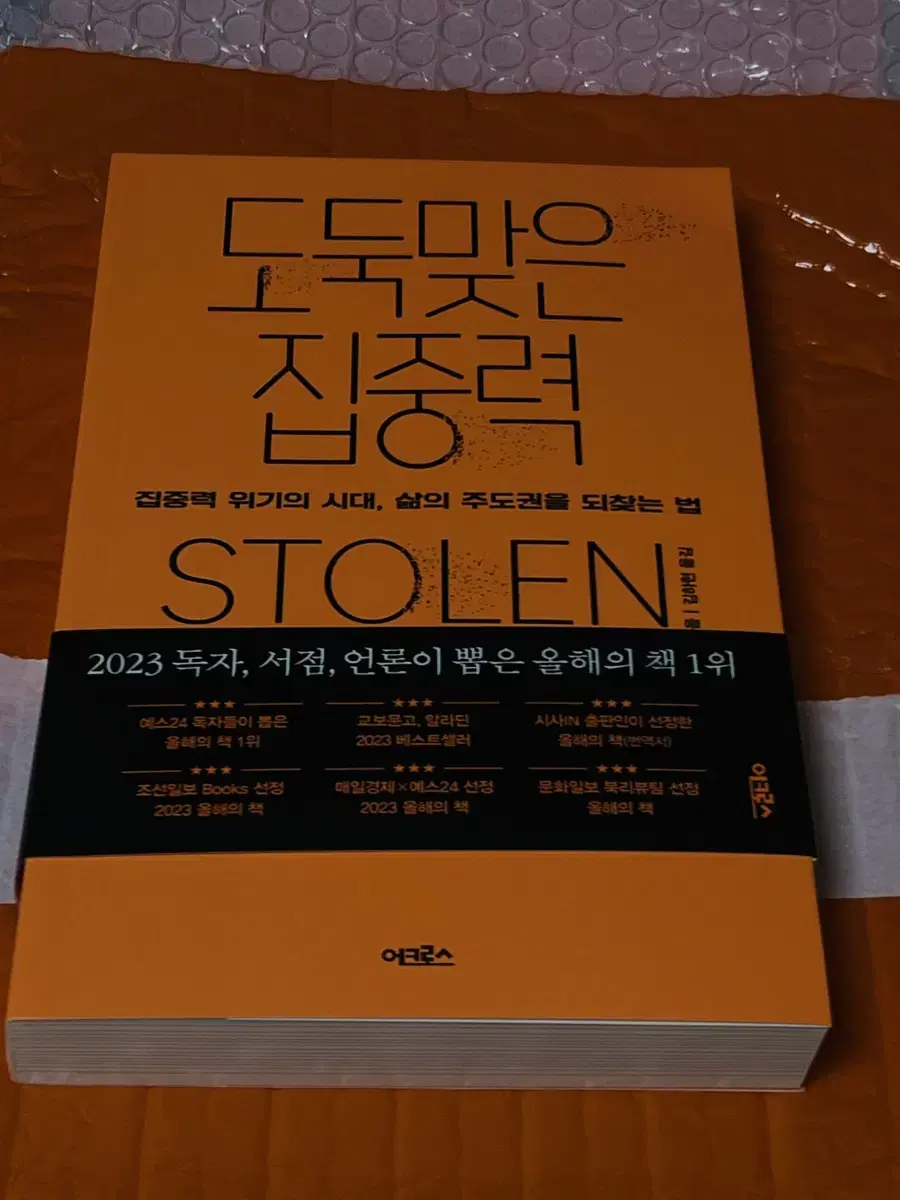 도둑맞은
집중력
집중력 위기의 시대, 삶의 주도권을 되찾는 법
STOLEN
김하현 옮김
2023 독자, 서점, 언론이 뽑은 올해의 책 1위
★★★
예스24 독자들이 뽑은
올해의 책 1위
★★★
교보문고, 알라딘
2023 베스트셀러
★★★
시사IN 출판인이 선정한
올해의 책(번역서)
★★★
조선일보 Books 선정
2023 올해의 책
★★★
매일경제×예스24 선정
2023 올해의 책
★★★
문화일보 북리뷰팀 선정
올해의 책
어크로스
어크로스